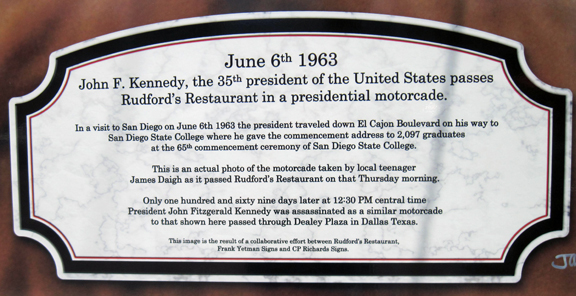 June 6th 1963
John F. Kennedy, the 35th president of the United States passes
Rudford's Restaurant in a presidential motorcade.
In a visit to San Diego on June 6th 1963 the president traveled down El Cajon Boulevard on his way to
San Diego State College where he gave the commencement address to 2,097 graduates
at the 65th commencement ceremony of San Diego State College.
This is an actual photo of the motorcade taken by local teenager
James Daigh as it passed Rudford's Restaurant on that Thursday morning.
Only one hundred and sixty nine days later at 12:30 PM central time
President John Fitzgerald Kennedy was assassinated as a similar motorcade
to that shown here passed through Dealey Plaza in Dallas Texas.
This image is the result of a collaborative effort between Rudford's Restaurant,
Frank Yetman Signs and CP Richards Signs.